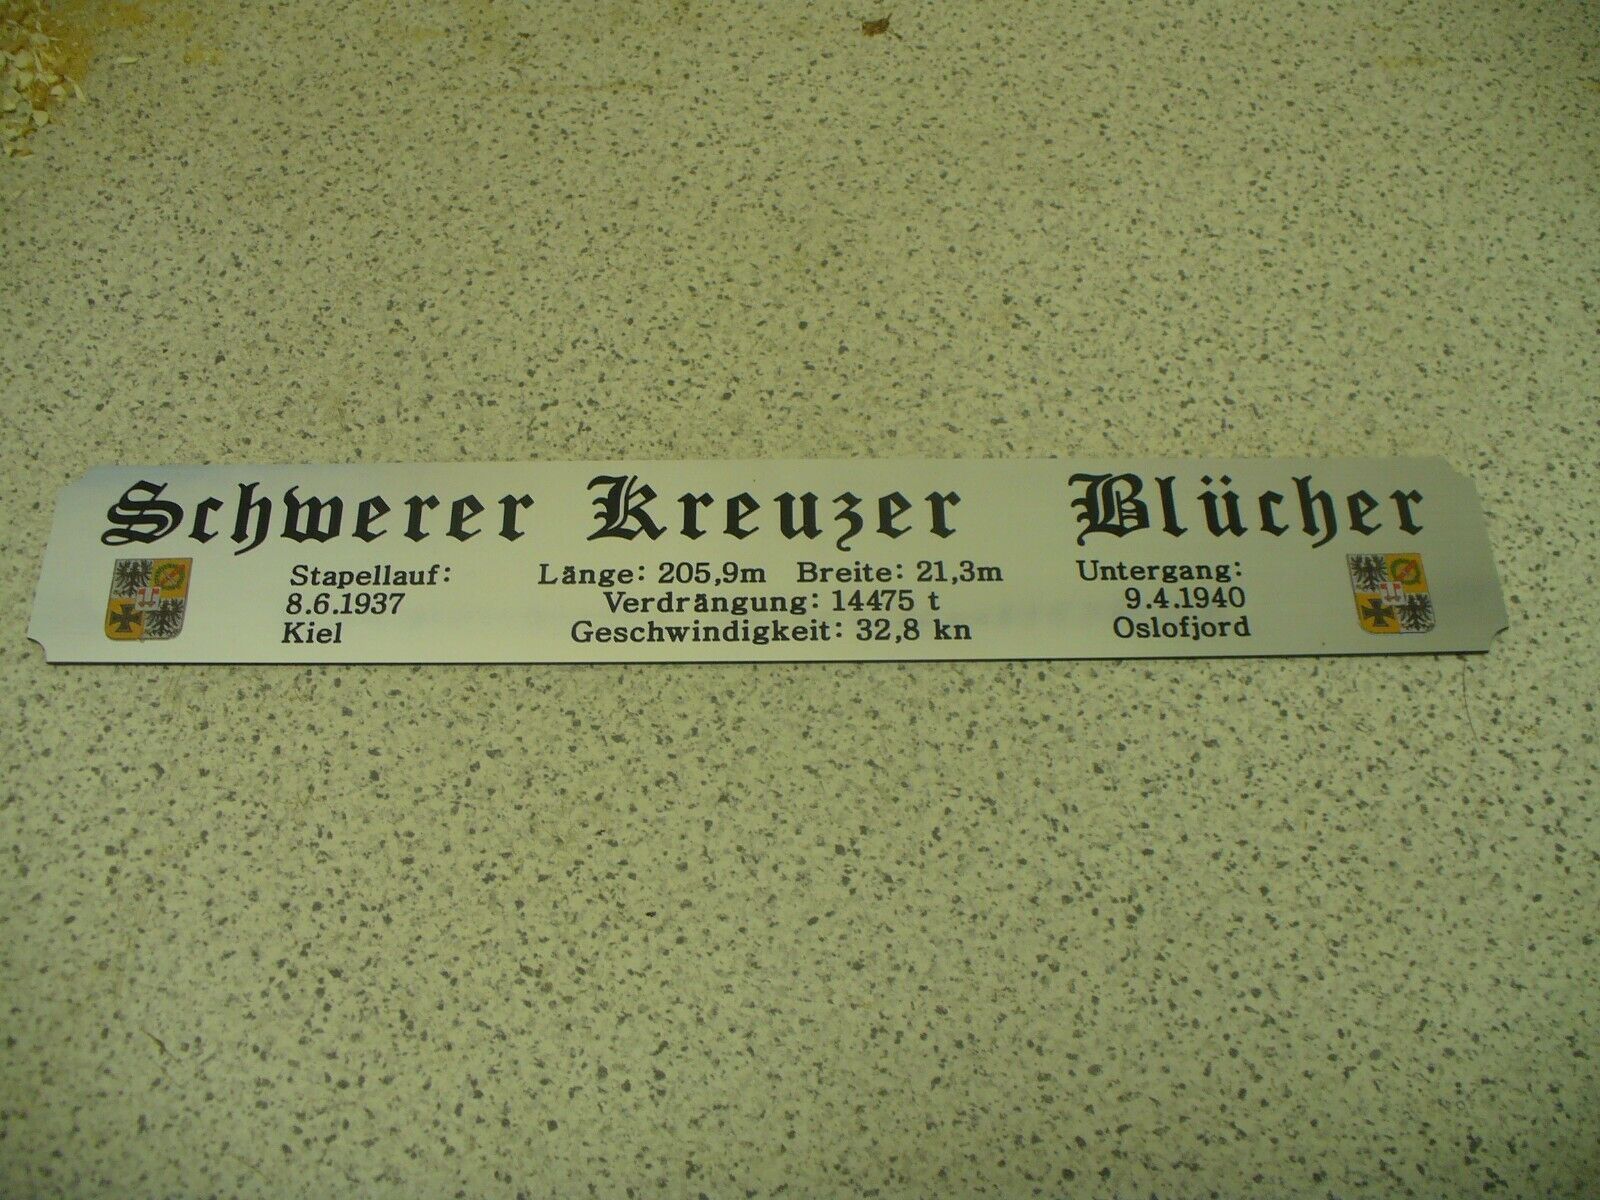 Schwerer Kreuzer Blücher
Stapellauf:
8.6.1937
Kiel
Länge: 205,9m Breite: 21,3m
Verdrängung: 14475 t
Geschwindigkeit: 32,8 kn
Untergang:
9.4.1940
Oslofjord